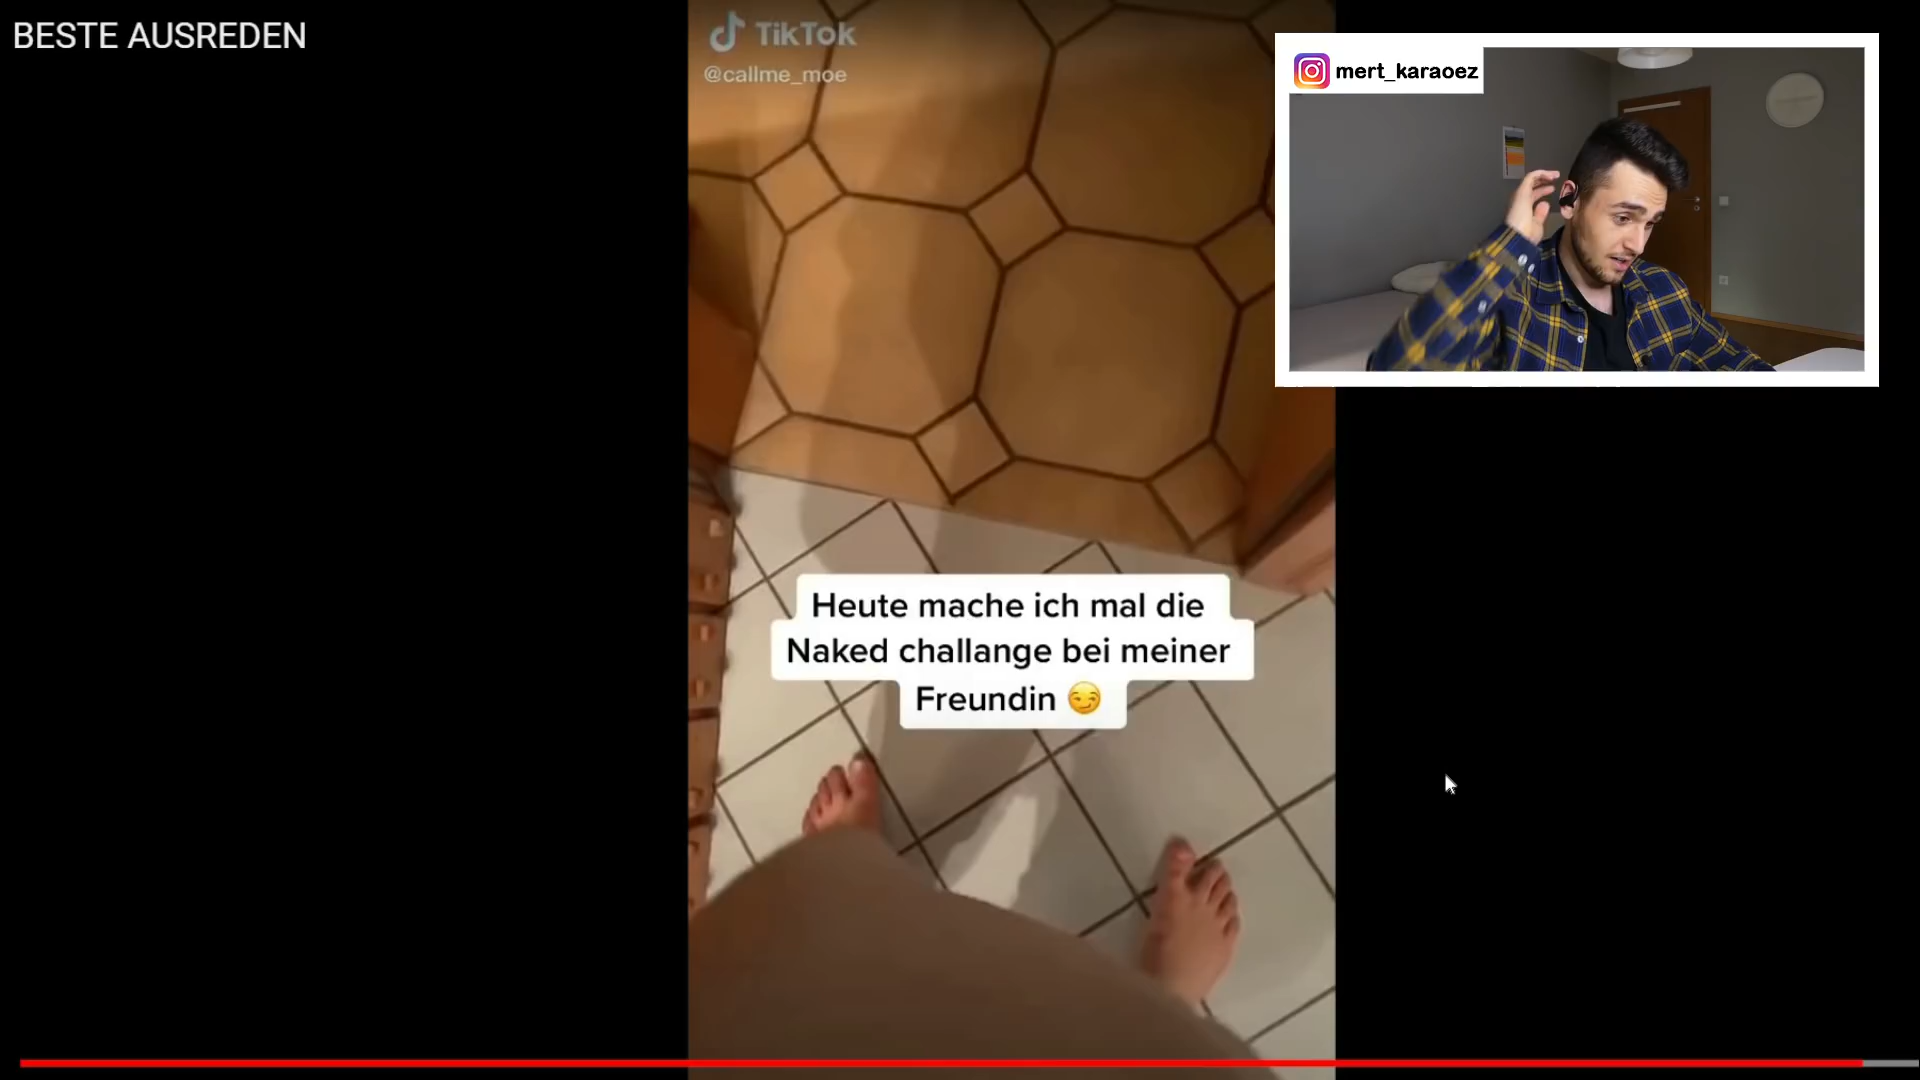 BESTE AUSREDEN
TikTok
@callme_moe
mert_karaoez
Heute mache ich mal die
Naked challange bei meiner
Freundin 😏